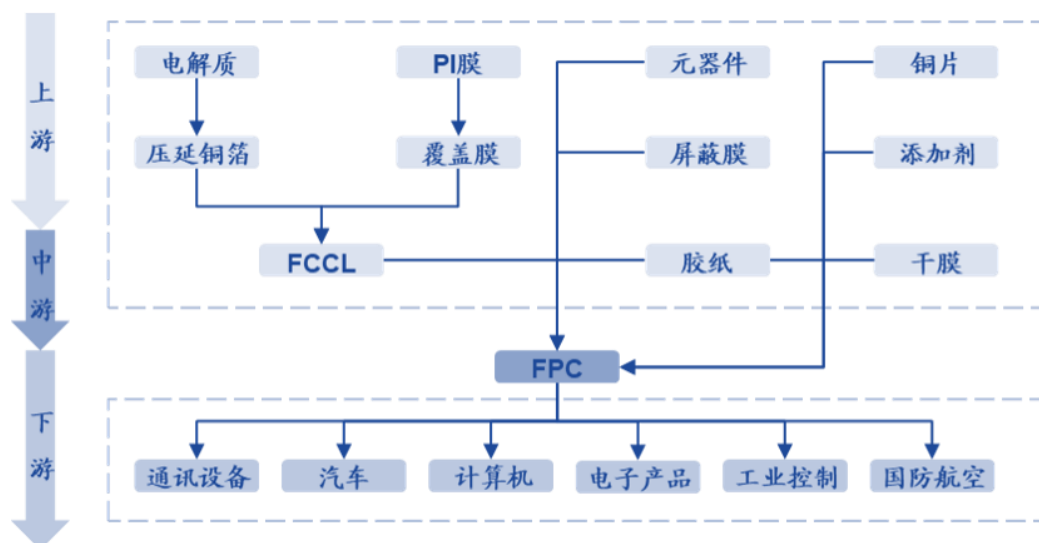 上游
电解质
PI膜
元器件
铜片
压延铜箔
覆盖膜
屏蔽膜
添加剂
中游
FCCL
胶纸
干膜
FPC
下游
通讯设备
汽车
计算机
电子产品
工业控制
国防航空